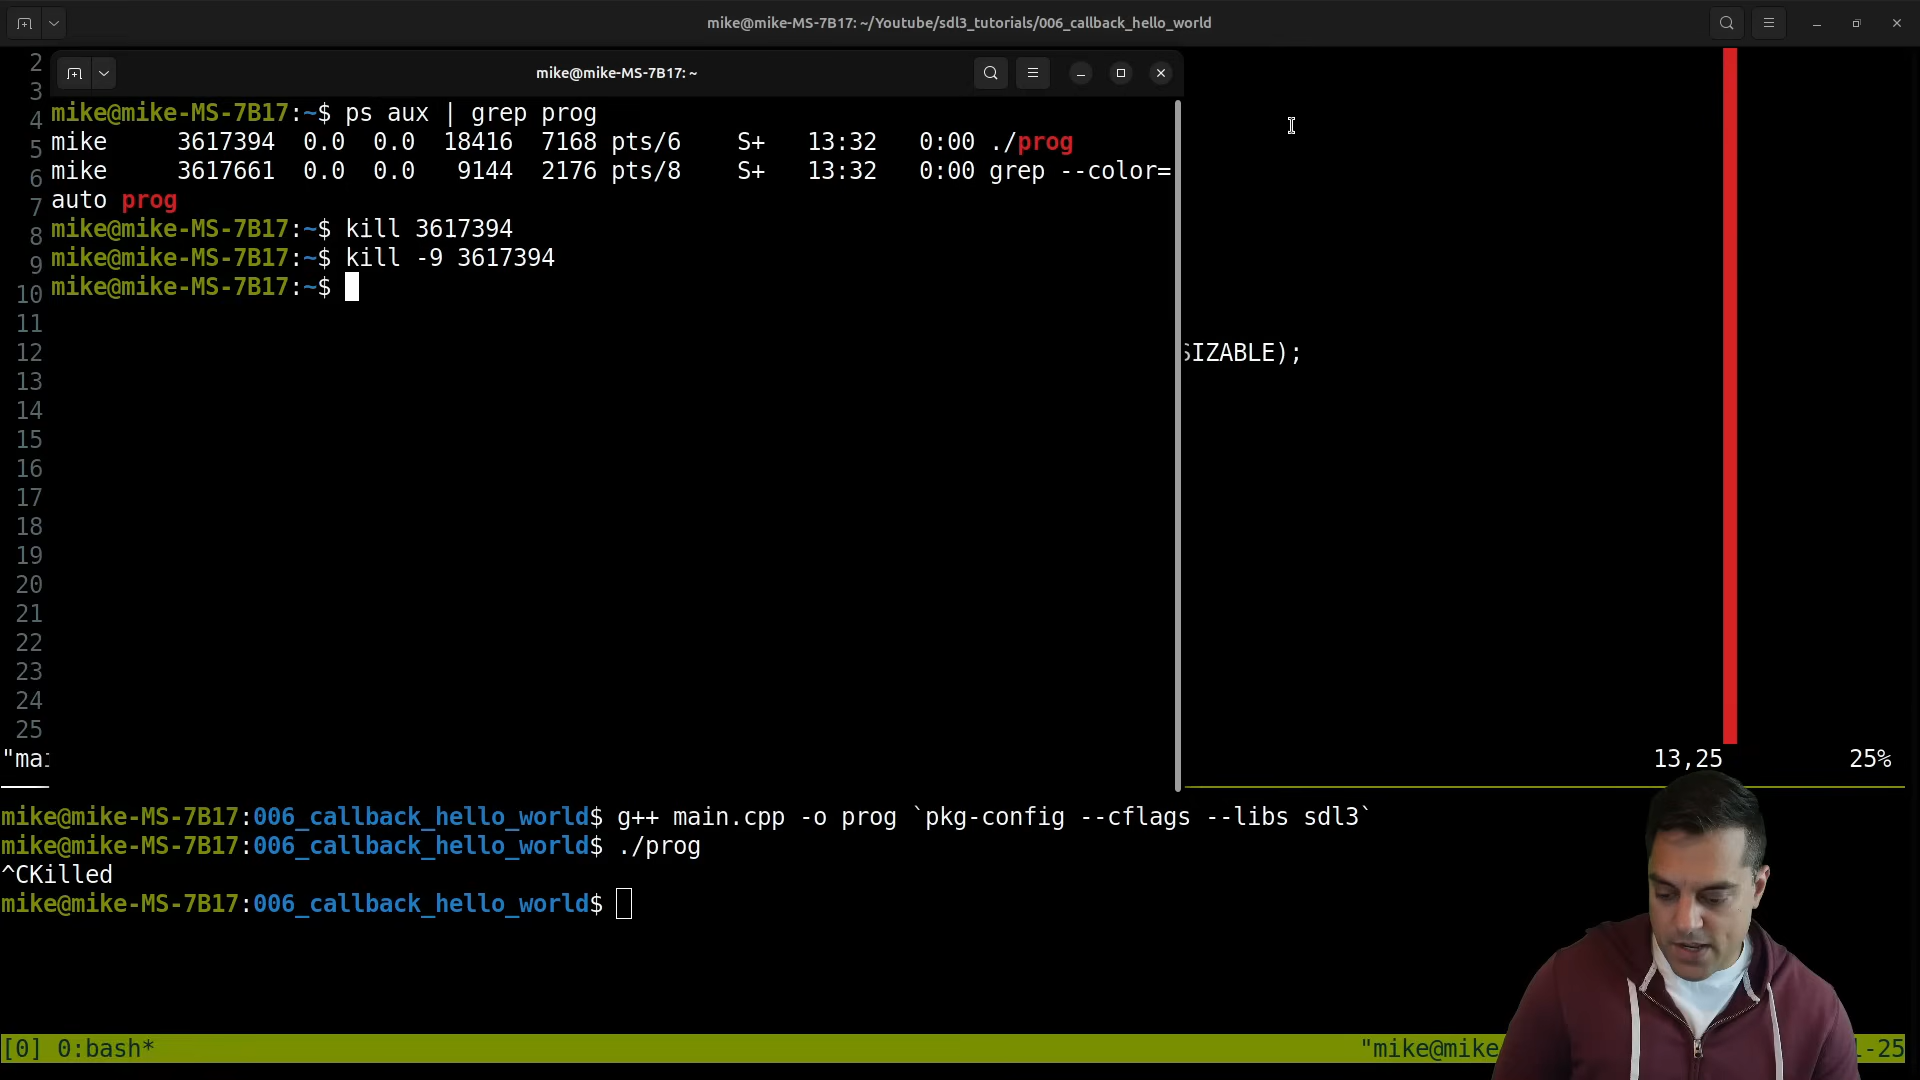 mike@mike-MS-7B17: ~/Youtube/sdl3_tutorials/006_callback_hello_world
mike@mike-MS-7B17: ~
mike@mike-MS-7B17:~$ ps aux | grep prog
mike 3617394 0.0 0.0 18416 7168 pts/6 S+ 13:32 0:00 ./prog
mike 3617661 0.0 0.0 9144 2176 pts/8 S+ 13:32 0:00 grep --color=
auto prog
mike@mike-MS-7B17:~$ kill 3617394
mike@mike-MS-7B17:~$ kill -9 3617394
mike@mike-MS-7B17:~$
2
3
4
5
6
7
8
9
10
11
12
SIZABLE);
13
14
15
16
17
18
19
20
21
22
23
24
25
"mai
13,25 25%
mike@mike-MS-7B17:006_callback_hello_world$ g++ main.cpp -o prog `pkg-config --cflags --libs sdl3`
mike@mike-MS-7B17:006_callback_hello_world$ ./prog
^CKilled
mike@mike-MS-7B17:006_callback_hello_world$
[0] 0:bash*
"mike@mike
-25